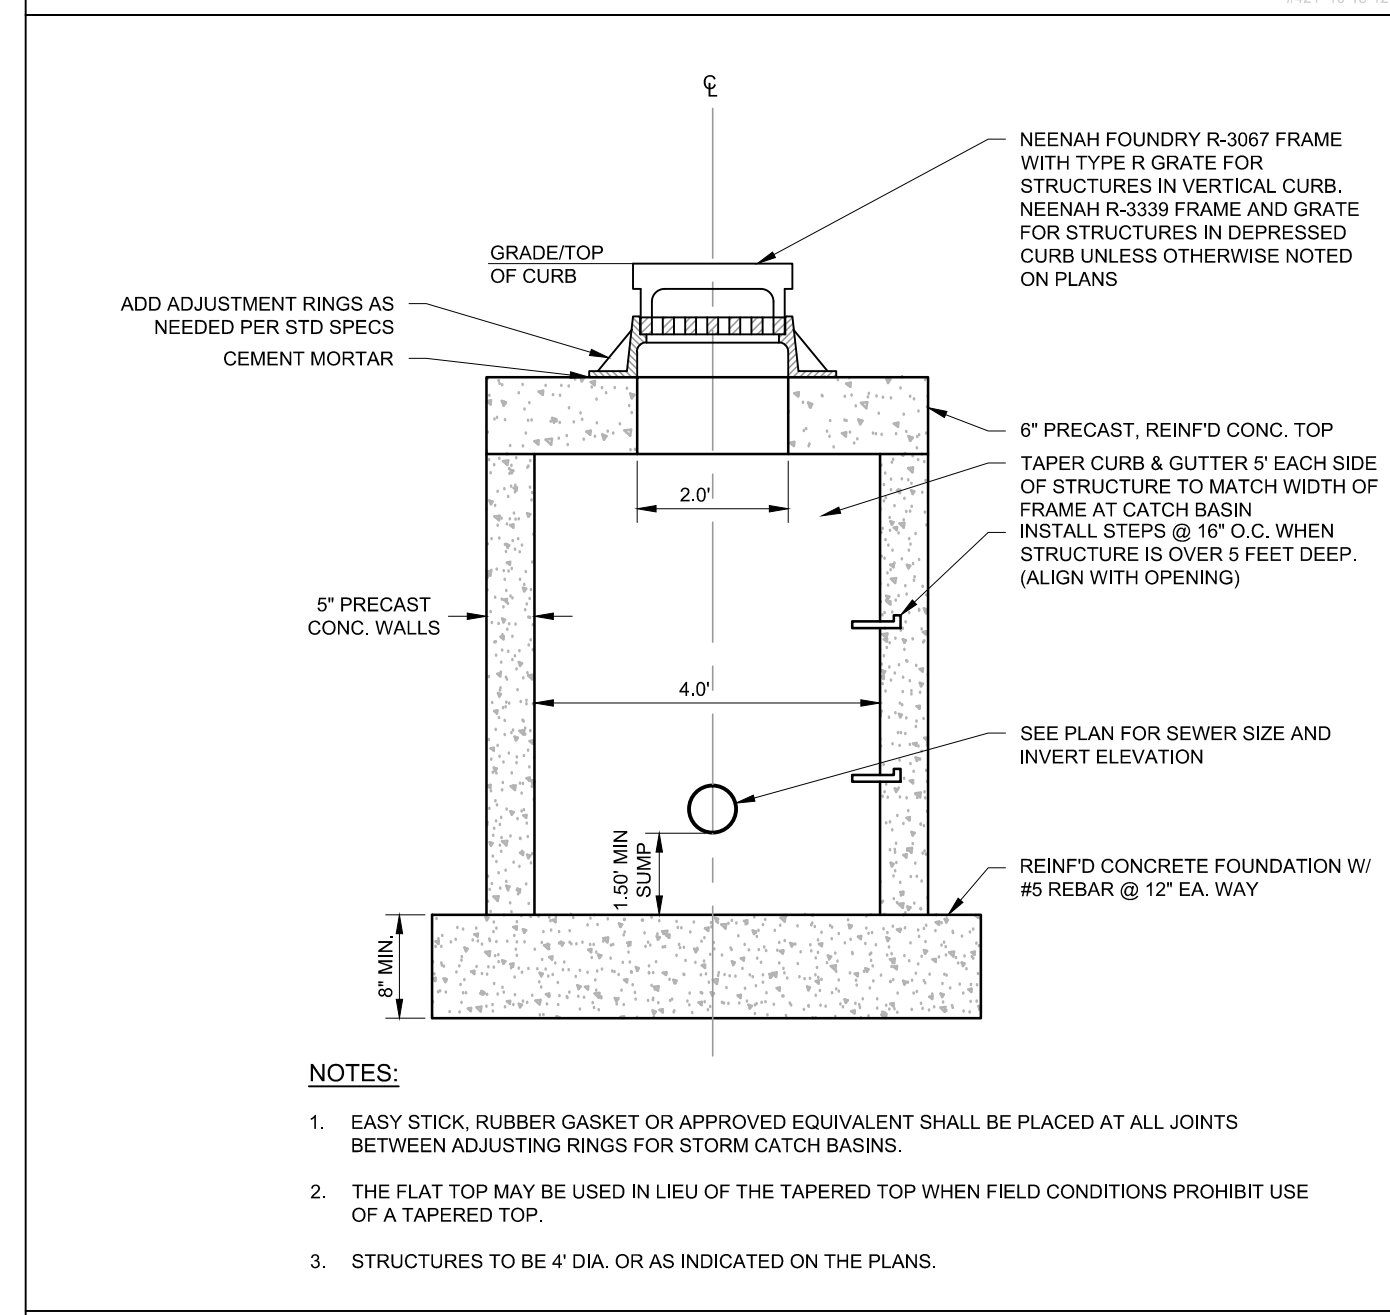 ℄
NEENAH FOUNDRY R-3067 FRAME
WITH TYPE R GRATE FOR
STRUCTURES IN VERTICAL CURB.
NEENAH R-3339 FRAME AND GRATE
FOR STRUCTURES IN DEPRESSED
CURB UNLESS OTHERWISE NOTED
ON PLANS
GRADE/TOP
OF CURB
ADD ADJUSTMENT RINGS AS
NEEDED PER STD SPECS
CEMENT MORTAR
6" PRECAST, REINF'D CONC. TOP
TAPER CURB & GUTTER 5' EACH SIDE
OF STRUCTURE TO MATCH WIDTH OF
FRAME AT CATCH BASIN
INSTALL STEPS @ 16" O.C. WHEN
STRUCTURE IS OVER 5 FEET DEEP.
(ALIGN WITH OPENING)
2.0'
5" PRECAST
CONC. WALLS
4.0'
SEE PLAN FOR SEWER SIZE AND
INVERT ELEVATION
1.50' MIN
SUMP
REINF'D CONCRETE FOUNDATION W/
#5 REBAR @ 12" EA. WAY
8" MIN.
NOTES:
1. EASY STICK, RUBBER GASKET OR APPROVED EQUIVALENT SHALL BE PLACED AT ALL JOINTS
BETWEEN ADJUSTING RINGS FOR STORM CATCH BASINS.
2. THE FLAT TOP MAY BE USED IN LIEU OF THE TAPERED TOP WHEN FIELD CONDITIONS PROHIBIT USE
OF A TAPERED TOP.
3. STRUCTURES TO BE 4' DIA. OR AS INDICATED ON THE PLANS.